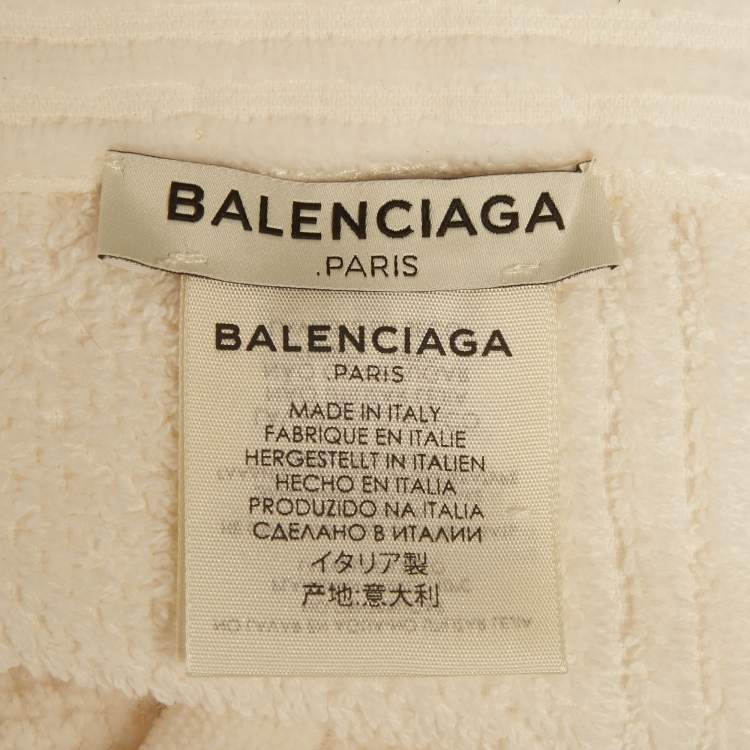 BALENCIAGA
.PARIS
BALENCIAGA
.PARIS
MADE IN ITALY
FABRIQUE EN ITALIE
HERGESTELLT IN ITALIEN
HECHO EN ITALIA
PRODUZIDO NA ITALIA
СДЕЛАНО В ИТАЛИИ
イタリア製
产地:意大利